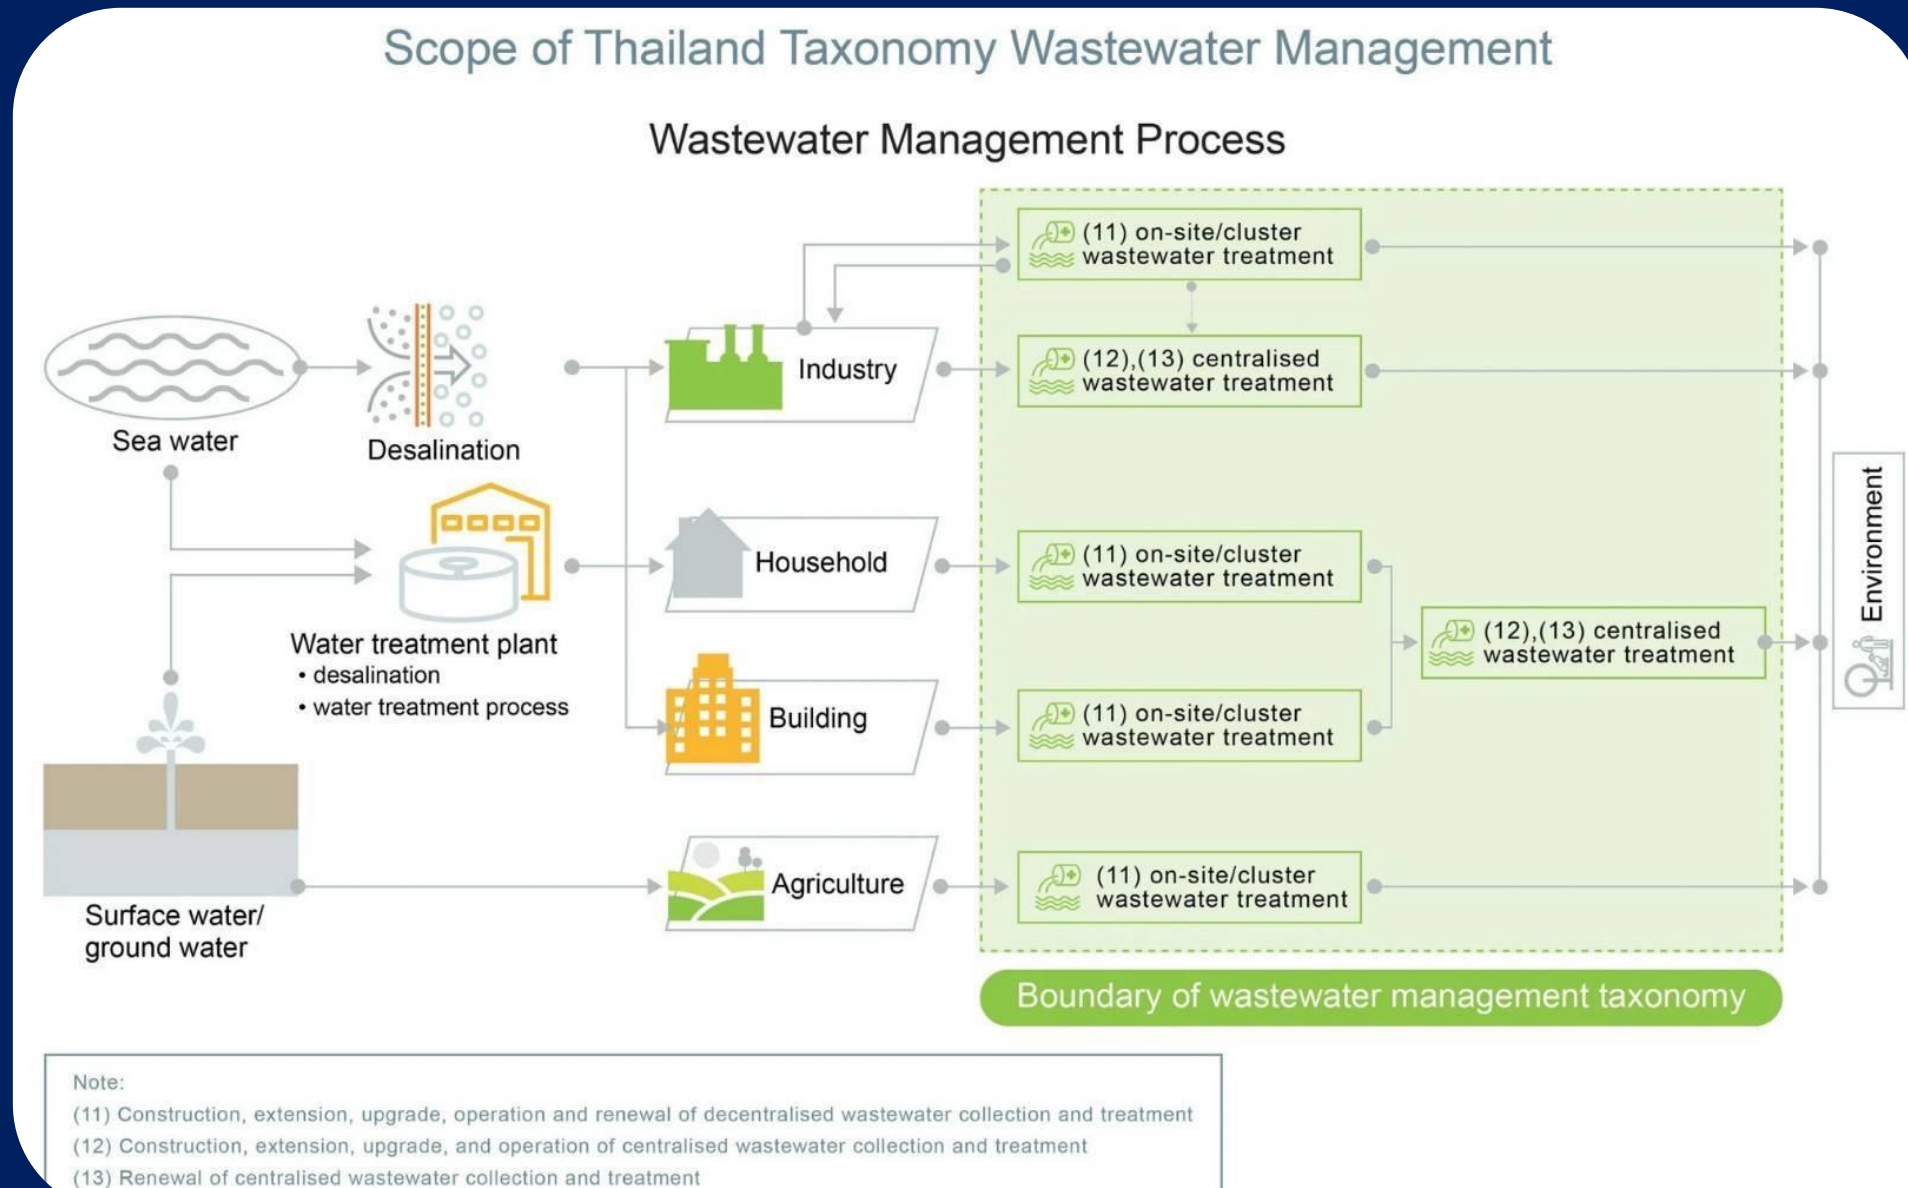 Scope of Thailand Taxonomy Wastewater Management
Wastewater Management Process
(11) on-site/cluster
wastewater treatment
Industry
(12),(13) centralised
wastewater treatment
Sea water
Desalination
Household
(11) on-site/cluster
wastewater treatment
(12),(13) centralised
wastewater treatment
Environment
Water treatment plant
• desalination
• water treatment process
Building
(11) on-site/cluster
wastewater treatment
Agriculture
(11) on-site/cluster
wastewater treatment
Surface water/
ground water
Boundary of wastewater management taxonomy
Note:
(11) Construction, extension, upgrade, operation and renewal of decentralised wastewater collection and treatment
(12) Construction, extension, upgrade, and operation of centralised wastewater collection and treatment
(13) Renewal of centralised wastewater collection and treatment